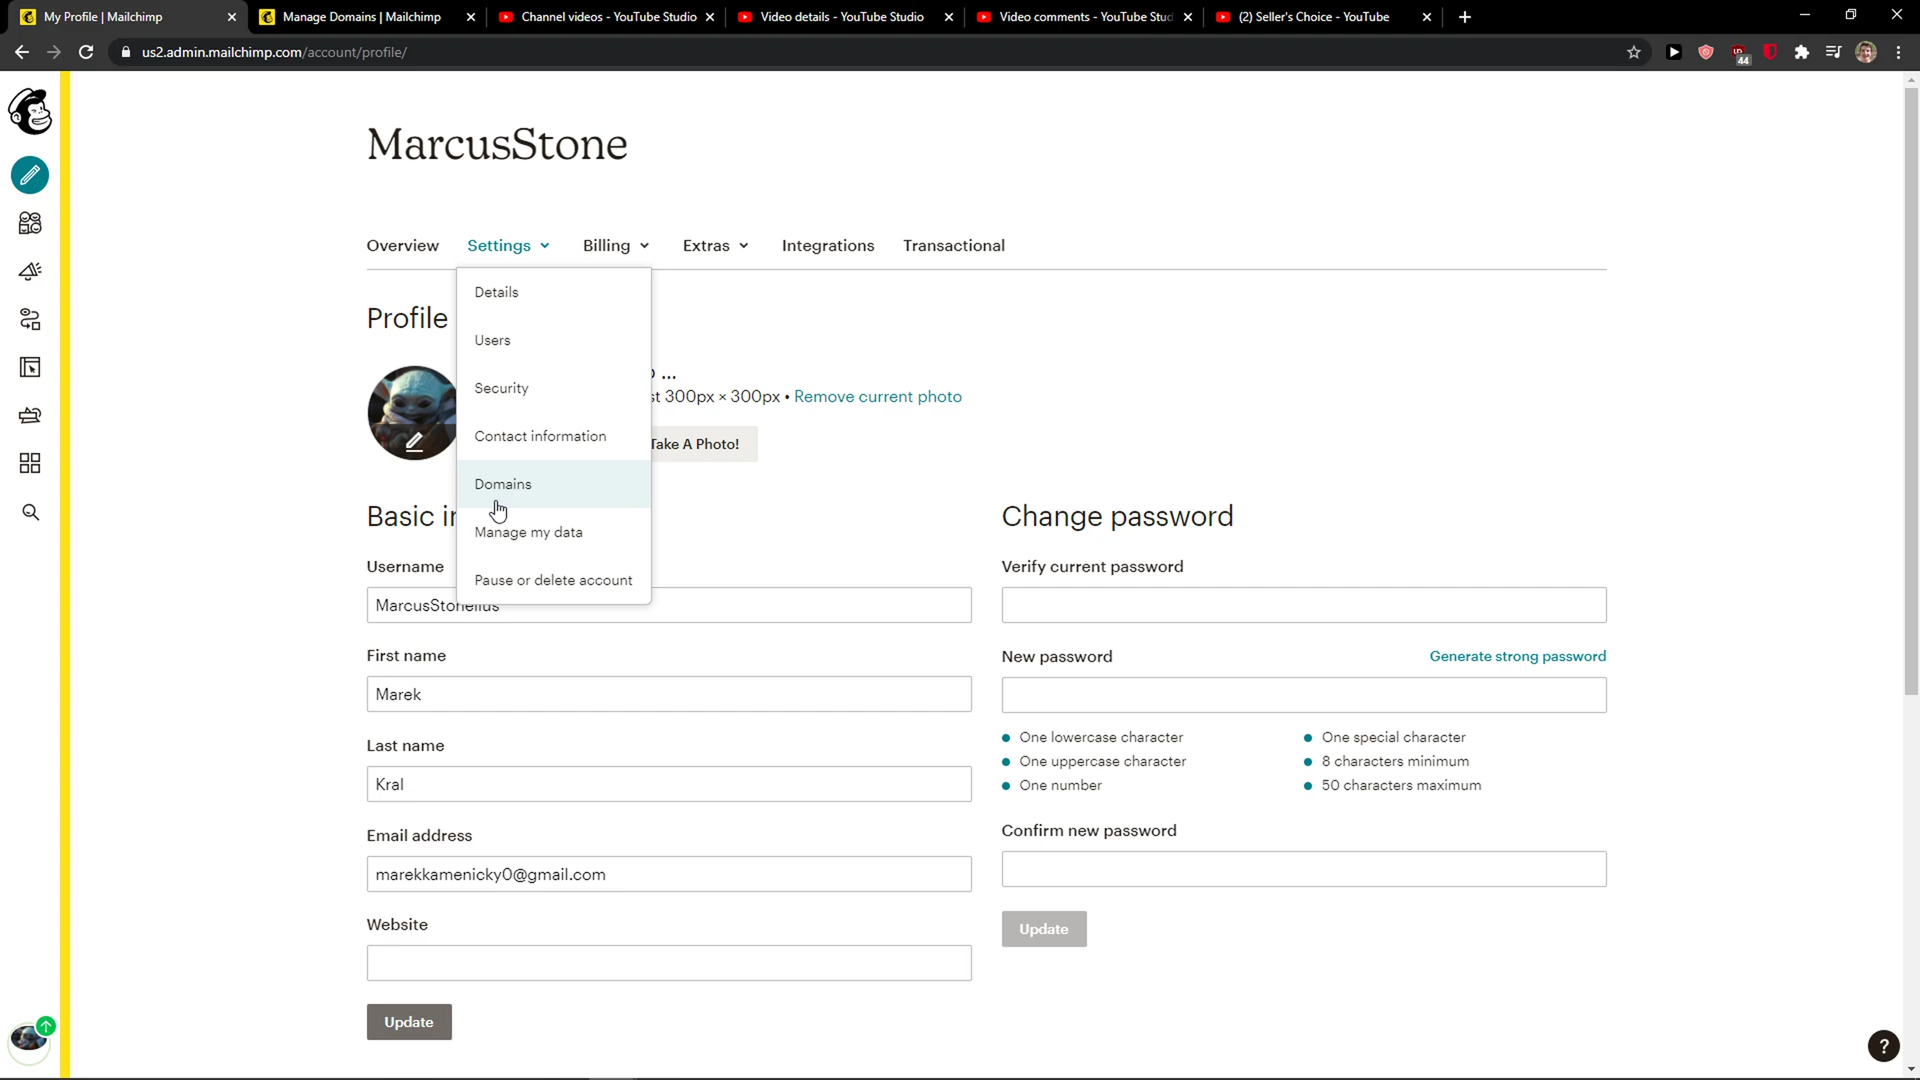 My Profile | Mailchimp
Manage Domains | Mailchimp
Channel videos - YouTube Studio
Video details - YouTube Studio
Video comments - YouTube Stud
(2) Seller's Choice - YouTube
us2.admin.mailchimp.com/account/profile/
44
MarcusStone
Overview Settings Billing Extras Integrations Transactional
Details
Users
Security
Contact information
Domains
Manage my data
Pause or delete account
Profile
...
st 300px × 300px • Remove current photo
Take A Photo!
Basic in
Username
MarcusStonellus
First name
Marek
Last name
Kral
Email address
marekkamenicky0@gmail.com
Website
Update
Change password
Verify current password
New password
Generate strong password
One lowercase character
One uppercase character
One number
One special character
8 characters minimum
50 characters maximum
Confirm new password
Update
?